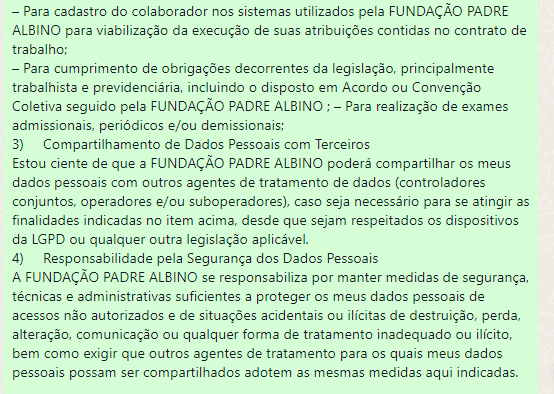 – Para cadastro do colaborador nos sistemas utilizados pela FUNDAÇÃO PADRE
ALBINO para viabilização da execução de suas atribuições contidas no contrato de
trabalho;
– Para cumprimento de obrigações decorrentes da legislação, principalmente
trabalhista e previdenciária, incluindo o disposto em Acordo ou Convenção
Coletiva seguido pela FUNDAÇÃO PADRE ALBINO ; – Para realização de exames
admissionais, periódicos e/ou demissionais;
3) Compartilhamento de Dados Pessoais com Terceiros
Estou ciente de que a FUNDAÇÃO PADRE ALBINO poderá compartilhar os meus
dados pessoais com outros agentes de tratamento de dados (controladores
conjuntos, operadores e/ou suboperadores), caso seja necessário para se atingir as
finalidades indicadas no item acima, desde que sejam respeitados os dispositivos
da LGPD ou qualquer outra legislação aplicável.
4) Responsabilidade pela Segurança dos Dados Pessoais
A FUNDAÇÃO PADRE ALBINO se responsabiliza por manter medidas de segurança,
técnicas e administrativas suficientes a proteger os meus dados pessoais de
acessos não autorizados e de situações acidentais ou ilícitas de destruição, perda,
alteração, comunicação ou qualquer forma de tratamento inadequado ou ilícito,
bem como exigir que outros agentes de tratamento para os quais meus dados
pessoais possam ser compartilhados adotem as mesmas medidas aqui indicadas.